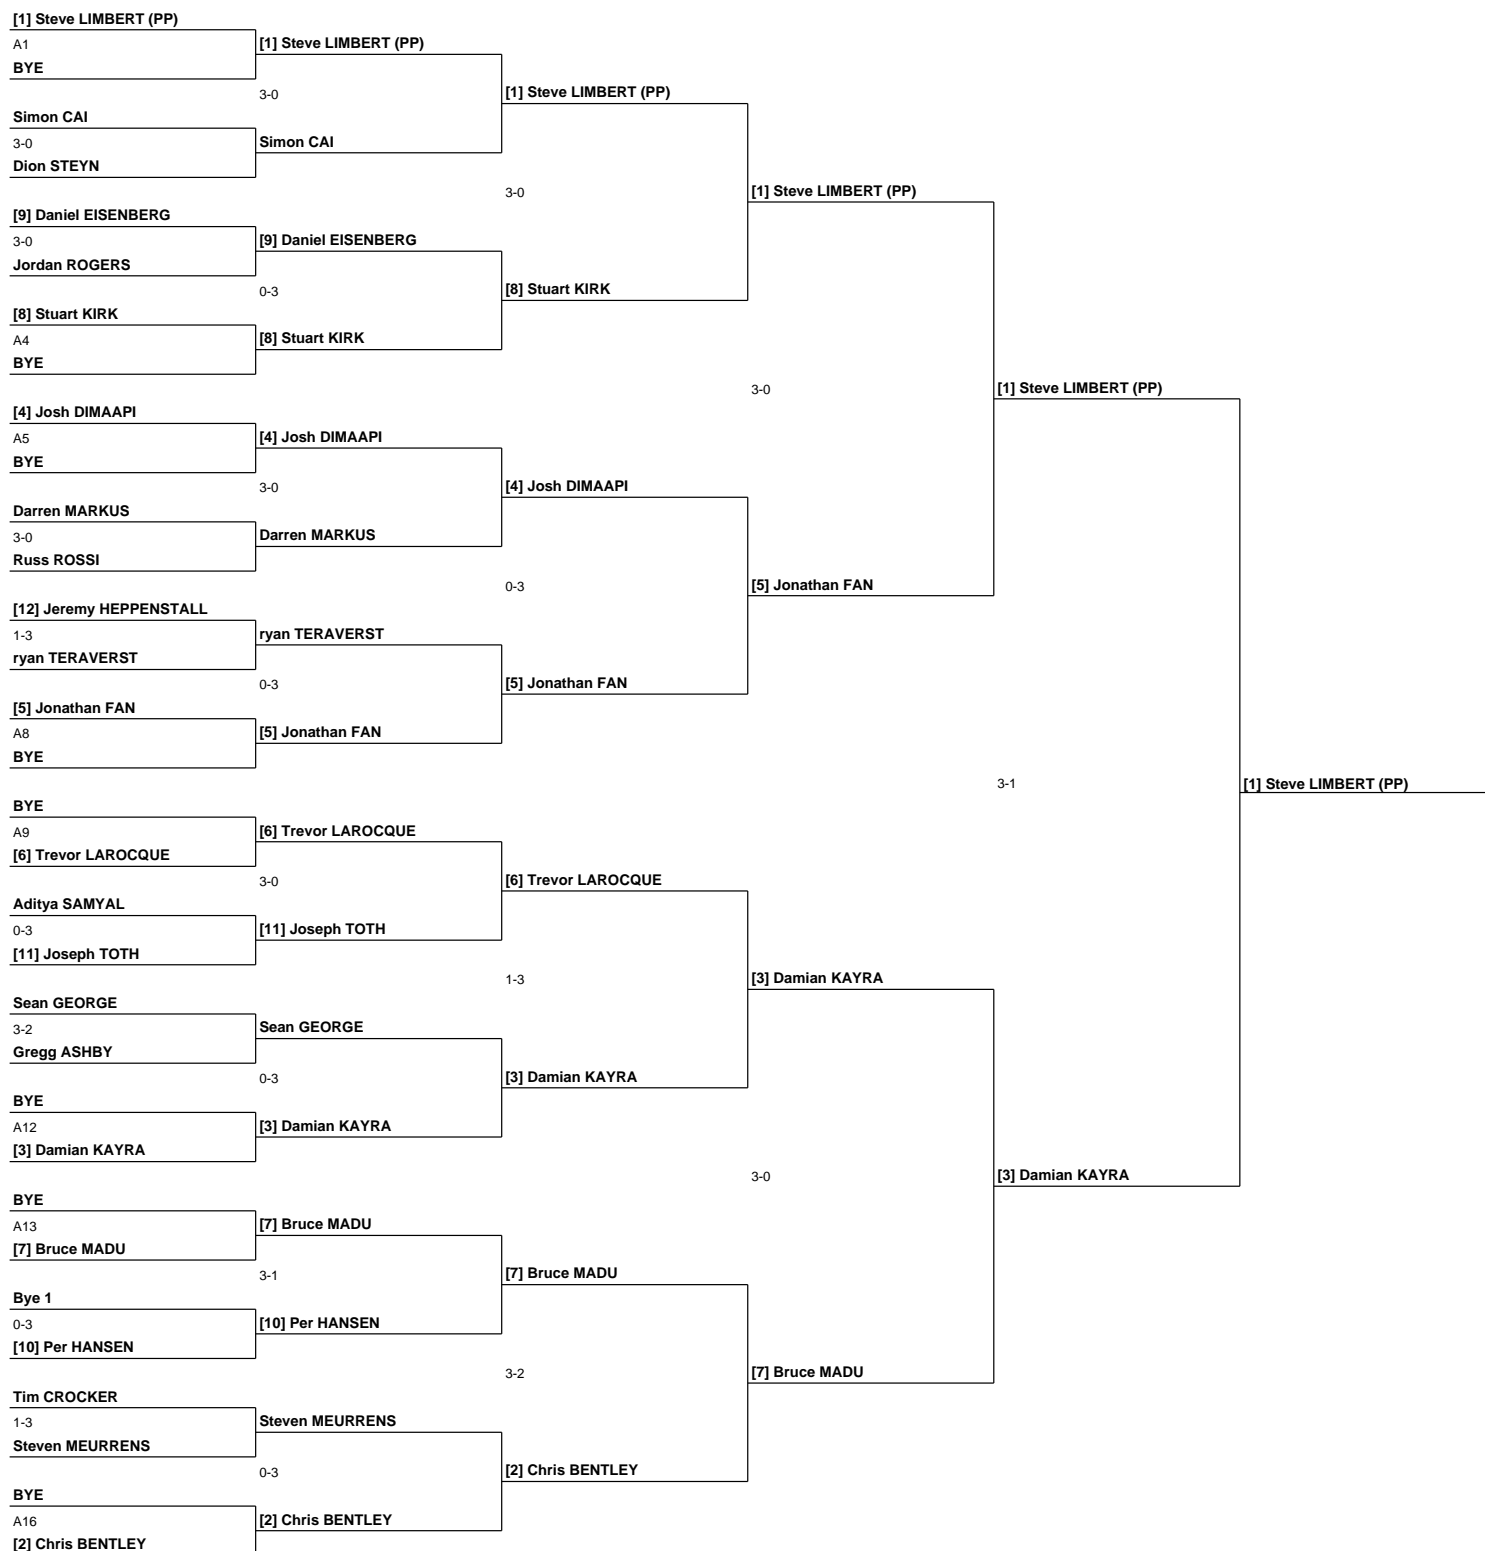 [1] Steve LIMBERT (PP)
A1
BYE
Simon CAI
3-0
Dion STEYN
[9] Daniel EISENBERG
3-0
Jordan ROGERS
[8] Stuart KIRK
A4
BYE
[4] Josh DIMAAPI
A5
BYE
Darren MARKUS
3-0
Russ ROSSI
[12] Jeremy HEPPENSTALL
1-3
ryan TERAVERST
[5] Jonathan FAN
A8
BYE
BYE
A9
[6] Trevor LAROCQUE
Aditya SAMYAL
0-3
[11] Joseph TOTH
Sean GEORGE
3-2
Gregg ASHBY
BYE
A12
[3] Damian KAYRA
BYE
A13
[7] Bruce MADU
Bye 1
0-3
[10] Per HANSEN
Tim CROCKER
1-3
Steven MEURRENS
BYE
A16
[2] Chris BENTLEY
[1] Steve LIMBERT (PP)
3-0
Simon CAI
[9] Daniel EISENBERG
0-3
[8] Stuart KIRK
[4] Josh DIMAAPI
3-0
Darren MARKUS
ryan TERAVERST
0-3
[5] Jonathan FAN
[6] Trevor LAROCQUE
3-0
[11] Joseph TOTH
Sean GEORGE
0-3
[3] Damian KAYRA
[7] Bruce MADU
3-1
[10] Per HANSEN
Steven MEURRENS
0-3
[2] Chris BENTLEY
[1] Steve LIMBERT (PP)
3-0
[8] Stuart KIRK
[4] Josh DIMAAPI
0-3
[5] Jonathan FAN
[6] Trevor LAROCQUE
1-3
[3] Damian KAYRA
[7] Bruce MADU
3-2
[2] Chris BENTLEY
[1] Steve LIMBERT (PP)
3-0
[5] Jonathan FAN
[3] Damian KAYRA
3-0
[7] Bruce MADU
[1] Steve LIMBERT (PP)
3-1
[3] Damian KAYRA
[1] Steve LIMBERT (PP)